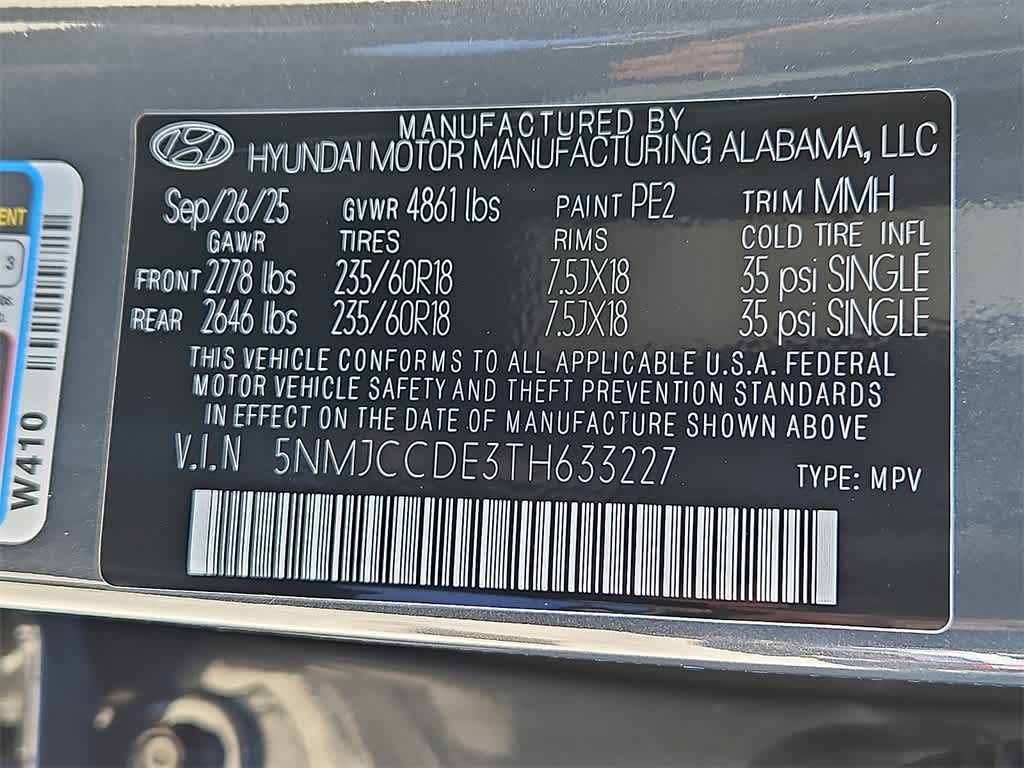 MANUFACTURED BY
HYUNDAI MOTOR MANUFACTURING ALABAMA, LLC
Sep/26/25 GVWR 4861 lbs PAINT PE2 TRIM MMH
GAWR TIRES RIMS COLD TIRE INFL
FRONT 2778 lbs 235/60R18 7.5JX18 35 psi SINGLE
REAR 2646 lbs 235/60R18 7.5JX18 35 psi SINGLE
THIS VEHICLE CONFORMS TO ALL APPLICABLE U.S.A. FEDERAL
MOTOR VEHICLE SAFETY AND THEFT PREVENTION STANDARDS
IN EFFECT ON THE DATE OF MANUFACTURE SHOWN ABOVE
V.I.N 5NMJCCDE3TH633227 TYPE: MPV
3
W410